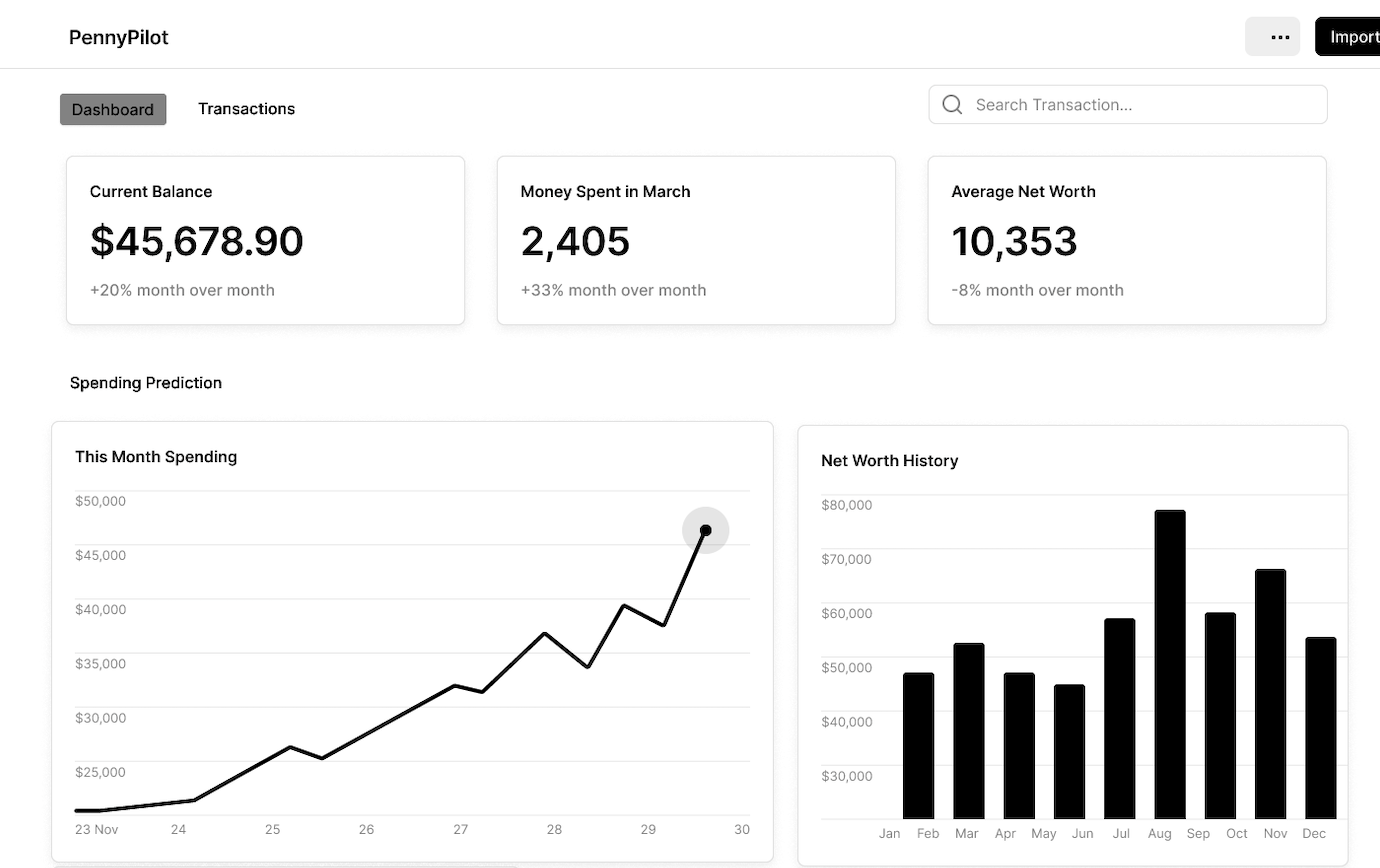 PennyPilot
... Import
Dashboard Transactions Search Transaction...
Current Balance
$45,678.90
+20% month over month
Money Spent in March
2,405
+33% month over month
Average Net Worth
10,353
-8% month over month
Spending Prediction
This Month Spending
$50,000
$45,000
$40,000
$35,000
$30,000
$25,000
23 Nov 24 25 26 27 28 29 30
Net Worth History
$80,000
$70,000
$60,000
$50,000
$40,000
$30,000
Jan Feb Mar Apr May Jun Jul Aug Sep Oct Nov Dec